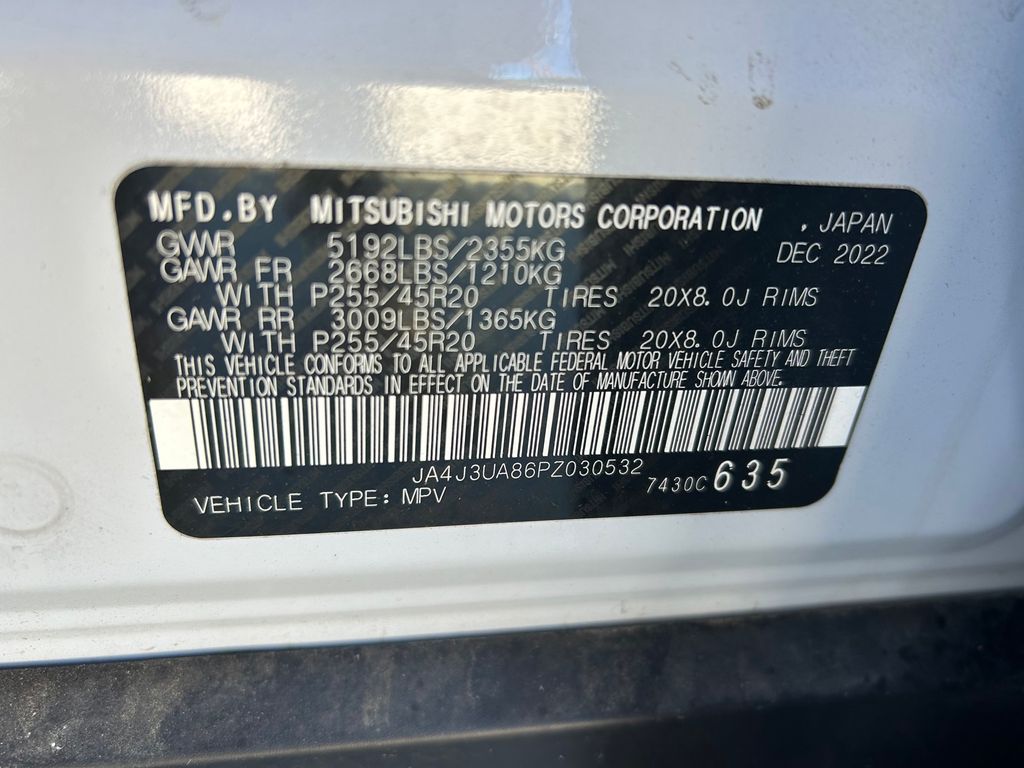 MFD.BY MITSUBISHI MOTORS CORPORATION , JAPAN
GVWR 5192LBS/2355KG DEC 2022
GAWR FR 2668LBS/1210KG
WITH P255/45R20 TIRES 20X8.0J RIMS
GAWR RR 3009LBS/1365KG
WITH P255/45R20 TIRES 20X8.0J RIMS
THIS VEHICLE CONFORMS TO ALL APPLICABLE FEDERAL MOTOR VEHICLE SAFETY AND THEFT
PREVENTION STANDARDS IN EFFECT ON THE DATE OF MANUFACTURE SHOWN ABOVE.
JA4J3UA86PZ030532
VEHICLE TYPE: MPV 7430C 635